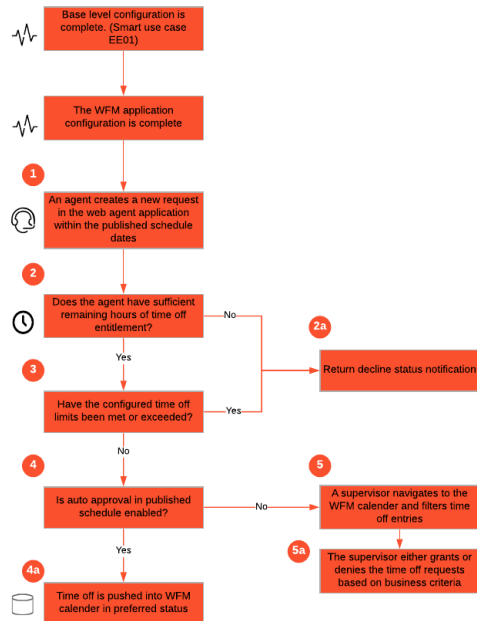 Base level configuration is
complete. (Smart use case
EE01)
The WFM application
configuration is complete
1
An agent creates a new request
in the web agent application
within the published schedule
dates
2
Does the agent have sufficient
remaining hours of time off
entitlement?
No
2a
Return decline status notification
Yes
3
Have the configured time off
limits been met or exceeded?
Yes
No
4
Is auto approval in published
schedule enabled?
No
5
A supervisor navigates to the
WFM calender and filters time
off entries
Yes
5a
The supervisor either grants or
denies the time off requests
based on business criteria
4a
Time off is pushed into WFM
calender in preferred status